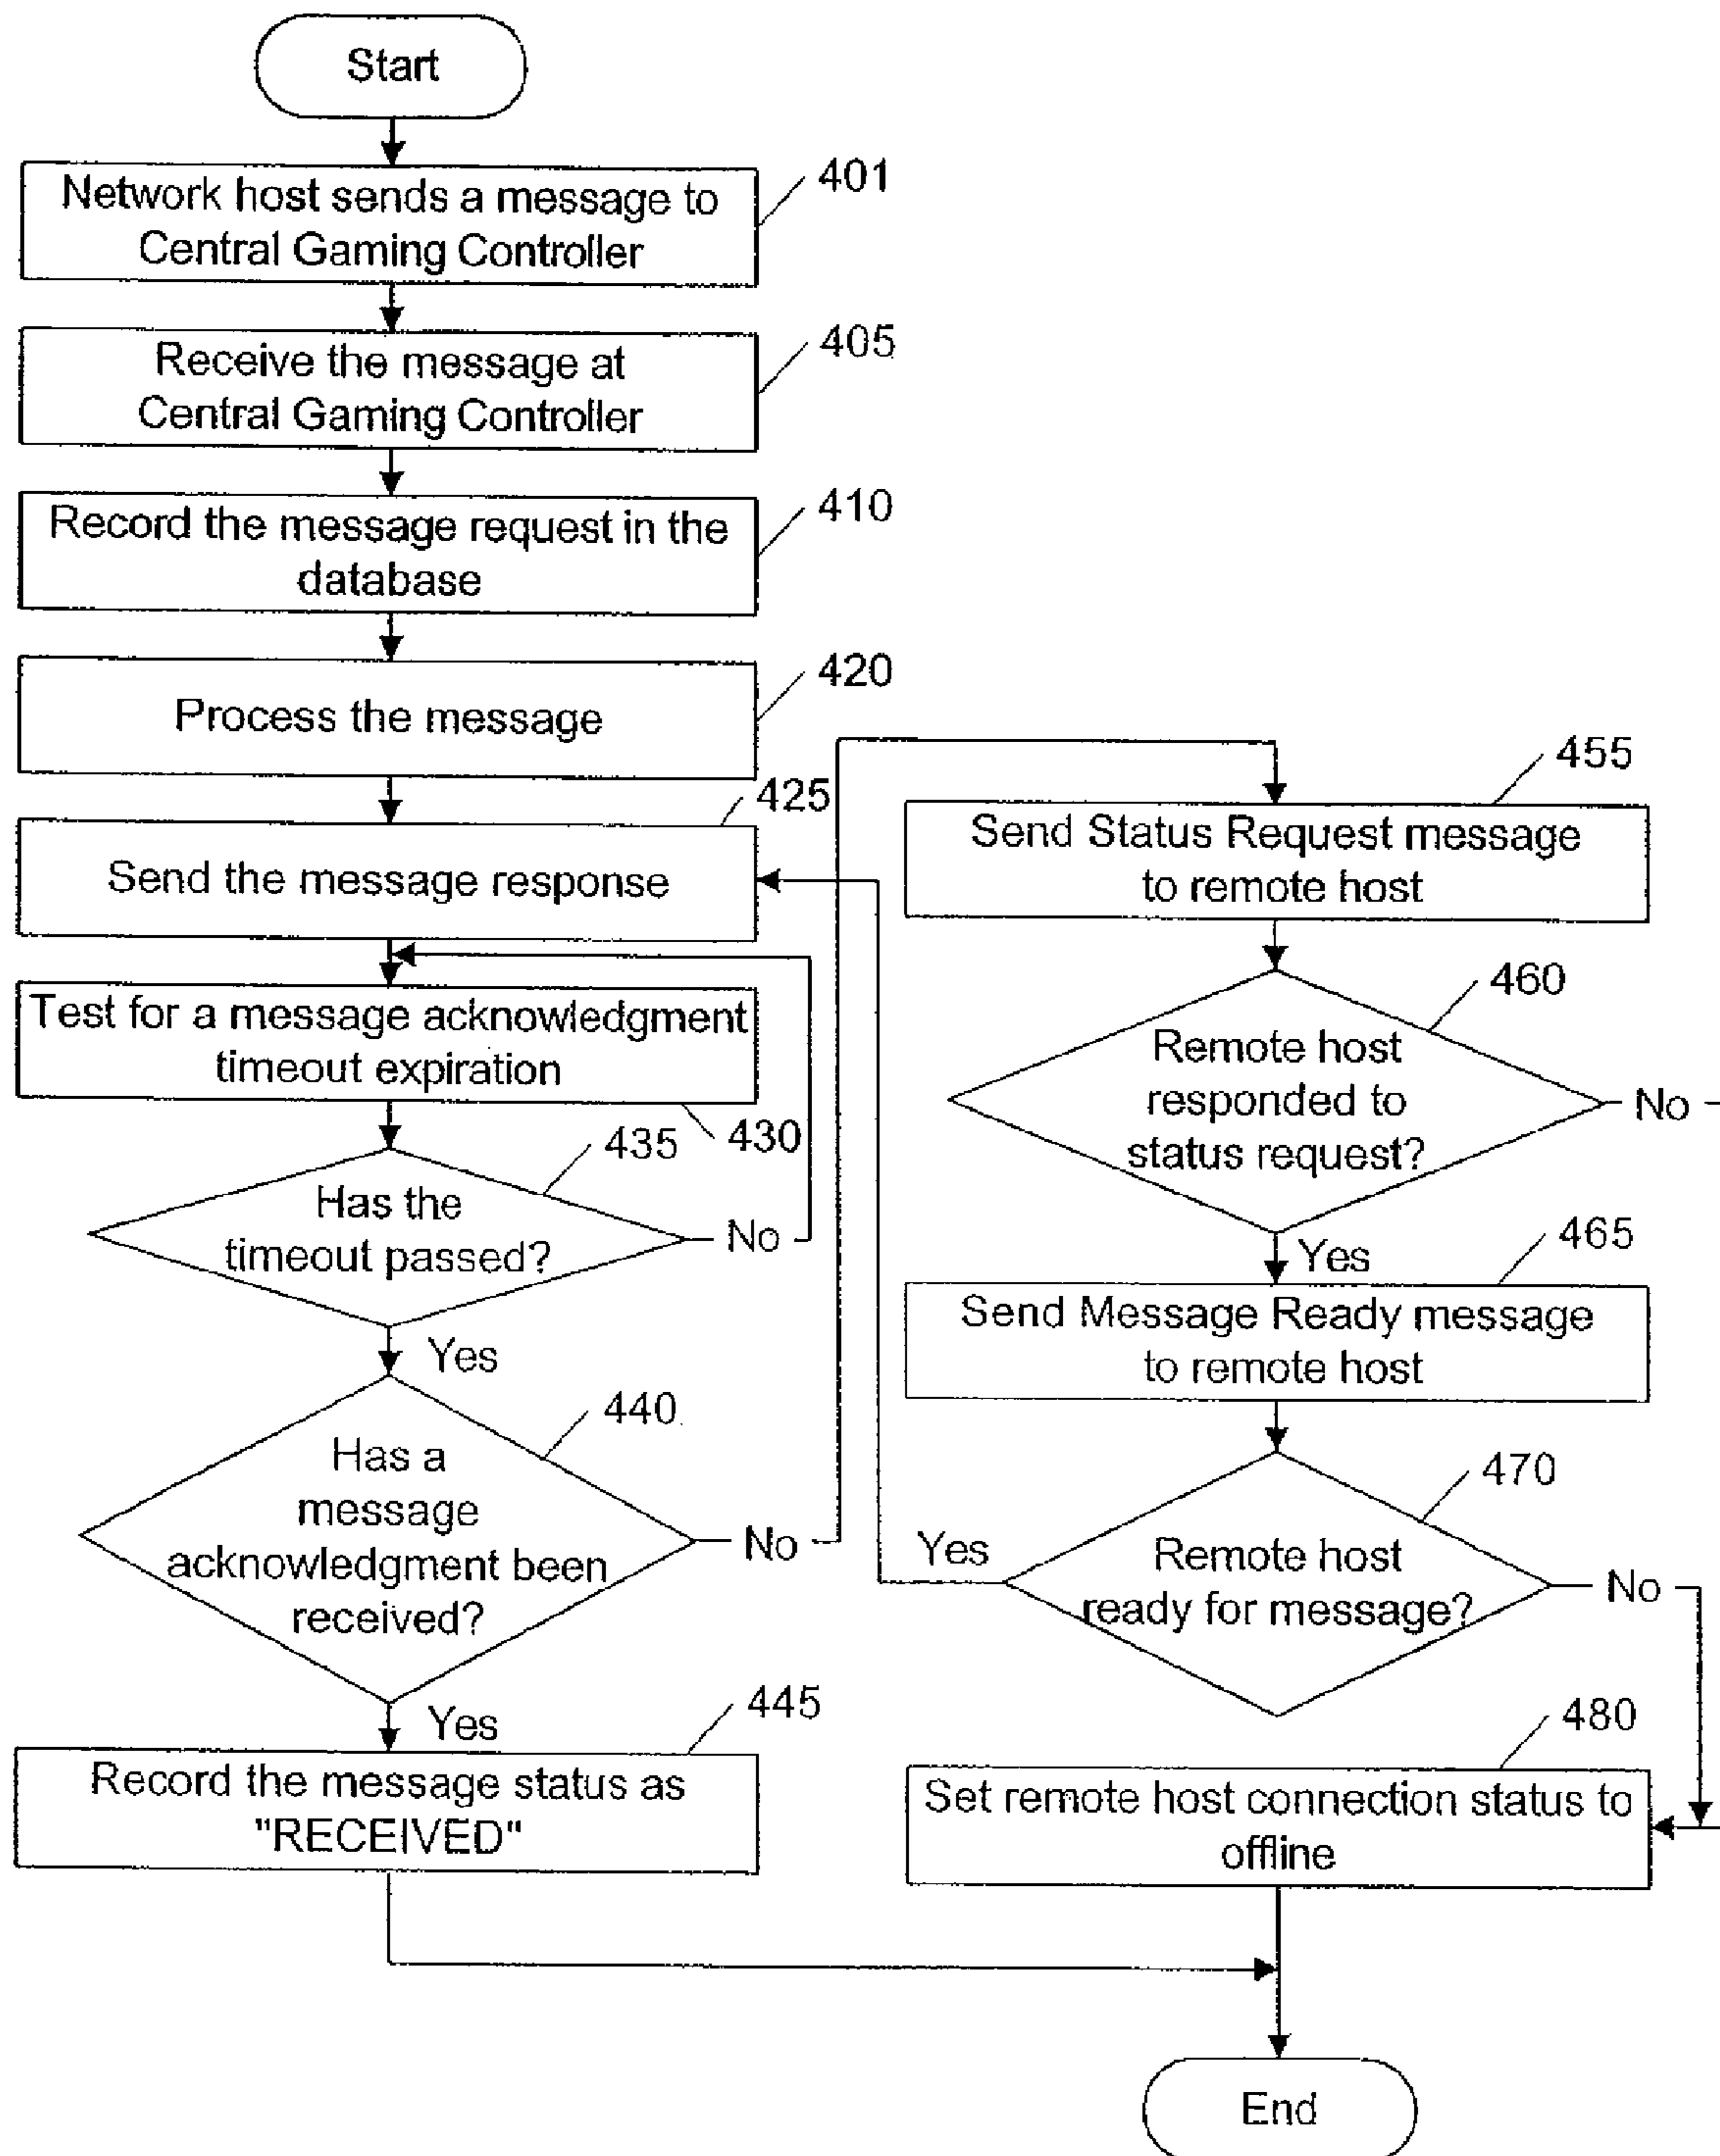 Start
Network host sends a message to
Central Gaming Controller
401
Receive the message at
Central Gaming Controller
405
Record the message request in the
database
410
Process the message
420
Send the message response
425
Test for a message acknowledgment
timeout expiration
430
Has the
timeout passed?
435
No
Yes
Has a
message
acknowledgment been
received?
440
No
Yes
Record the message status as
"RECEIVED"
445
Send Status Request message
to remote host
455
Remote host
responded to
status request?
460
No
Yes
Send Message Ready message
to remote host
465
Remote host
ready for message?
470
Yes
No
Set remote host connection status to
offline
480
End